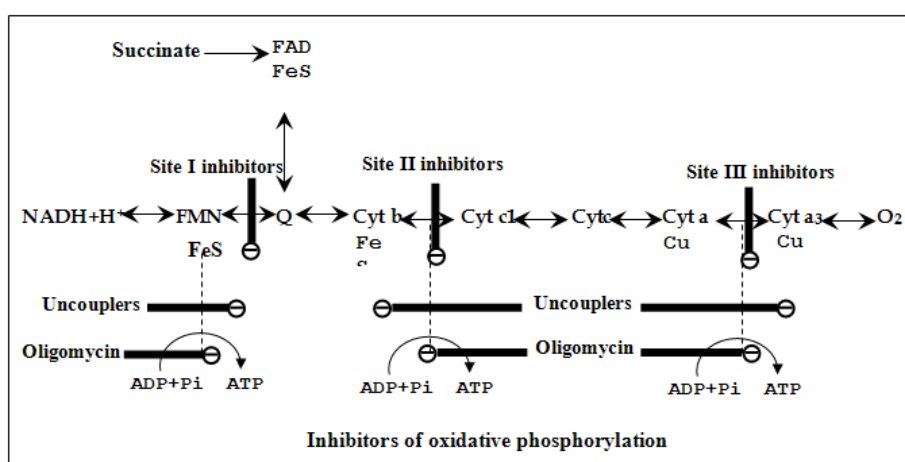 Succinate FAD
FeS
Site I inhibitors Site II inhibitors Site III inhibitors
NADH+H+ FMN Q Cyt b Cyt c1 Cytc Cyt a Cyt a3 O2
FeS Fe Cu Cu
S
Uncouplers Uncouplers
Oligomycin Oligomycin
ADP+Pi ATP ADP+Pi ATP ADP+Pi ATP
Inhibitors of oxidative phosphorylation